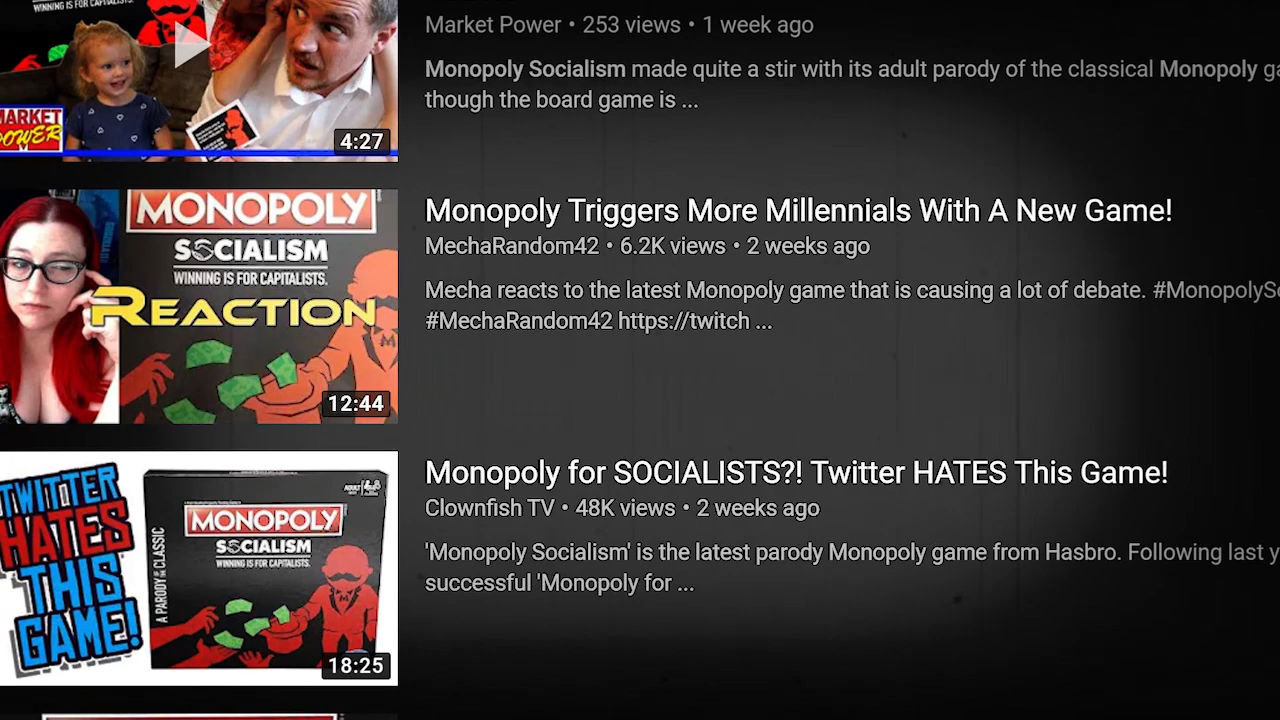 WINNING IS FOR CAPITALISTS.
MARKET
POWER
4:27
Market Power • 253 views • 1 week ago
Monopoly Socialism made quite a stir with its adult parody of the classical Monopoly ga
though the board game is ...
MONOPOLY
SOCIALISM
WINNING IS FOR CAPITALISTS.
REACTION
M
12:44
Monopoly Triggers More Millennials With A New Game!
MechaRandom42 • 6.2K views • 2 weeks ago
Mecha reacts to the latest Monopoly game that is causing a lot of debate. #MonopolySo
#MechaRandom42 https://twitch ...
TWITTER
HATES
THIS
GAME!
A PARODY OF THE CLASSIC
ADULT
MONOPOLY
SOCIALISM
WINNING IS FOR CAPITALISTS.
M
18:25
Monopoly for SOCIALISTS?! Twitter HATES This Game!
Clownfish TV • 48K views • 2 weeks ago
'Monopoly Socialism' is the latest parody Monopoly game from Hasbro. Following last y
successful 'Monopoly for ...